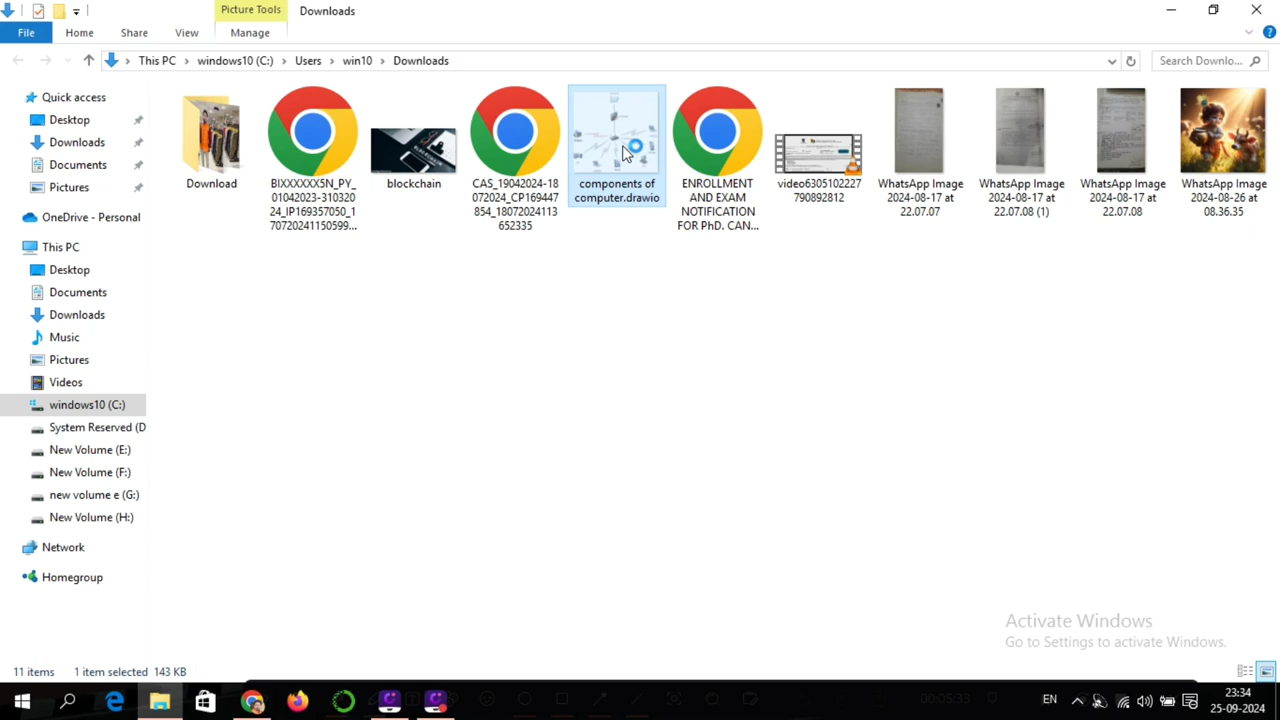 Picture Tools
Downloads
File
Home
Share
View
Manage
This PC
windows10 (C:)
Users
win10
Downloads
Search Downlo...
Quick access
Desktop
Downloads
Documents
Pictures
OneDrive - Personal
This PC
Desktop
Documents
Downloads
Music
Pictures
Videos
windows10 (C:)
System Reserved (D
New Volume (E:)
New Volume (F:)
new volume e (G:)
New Volume (H:)
Network
Homegroup
Download
BIXXXXXX5N_PY_
01042023-310320
24_IP169357050_1
70720241150599...
blockchain
CAS_19042024-18
072024_CP169447
854_18072024113
652335
components of
computer.drawio
ENROLLMENT
AND EXAM
NOTIFICATION
FOR PhD. CAN...
video6305102227
790892812
WhatsApp Image
2024-08-17 at
22.07.07
WhatsApp Image
2024-08-17 at
22.07.08 (1)
WhatsApp Image
2024-08-17 at
22.07.08
WhatsApp Image
2024-08-26 at
08.36.35
Activate Windows
Go to Settings to activate Windows.
11 items
1 item selected
143 KB
00:05:33
EN
23:34
25-09-2024